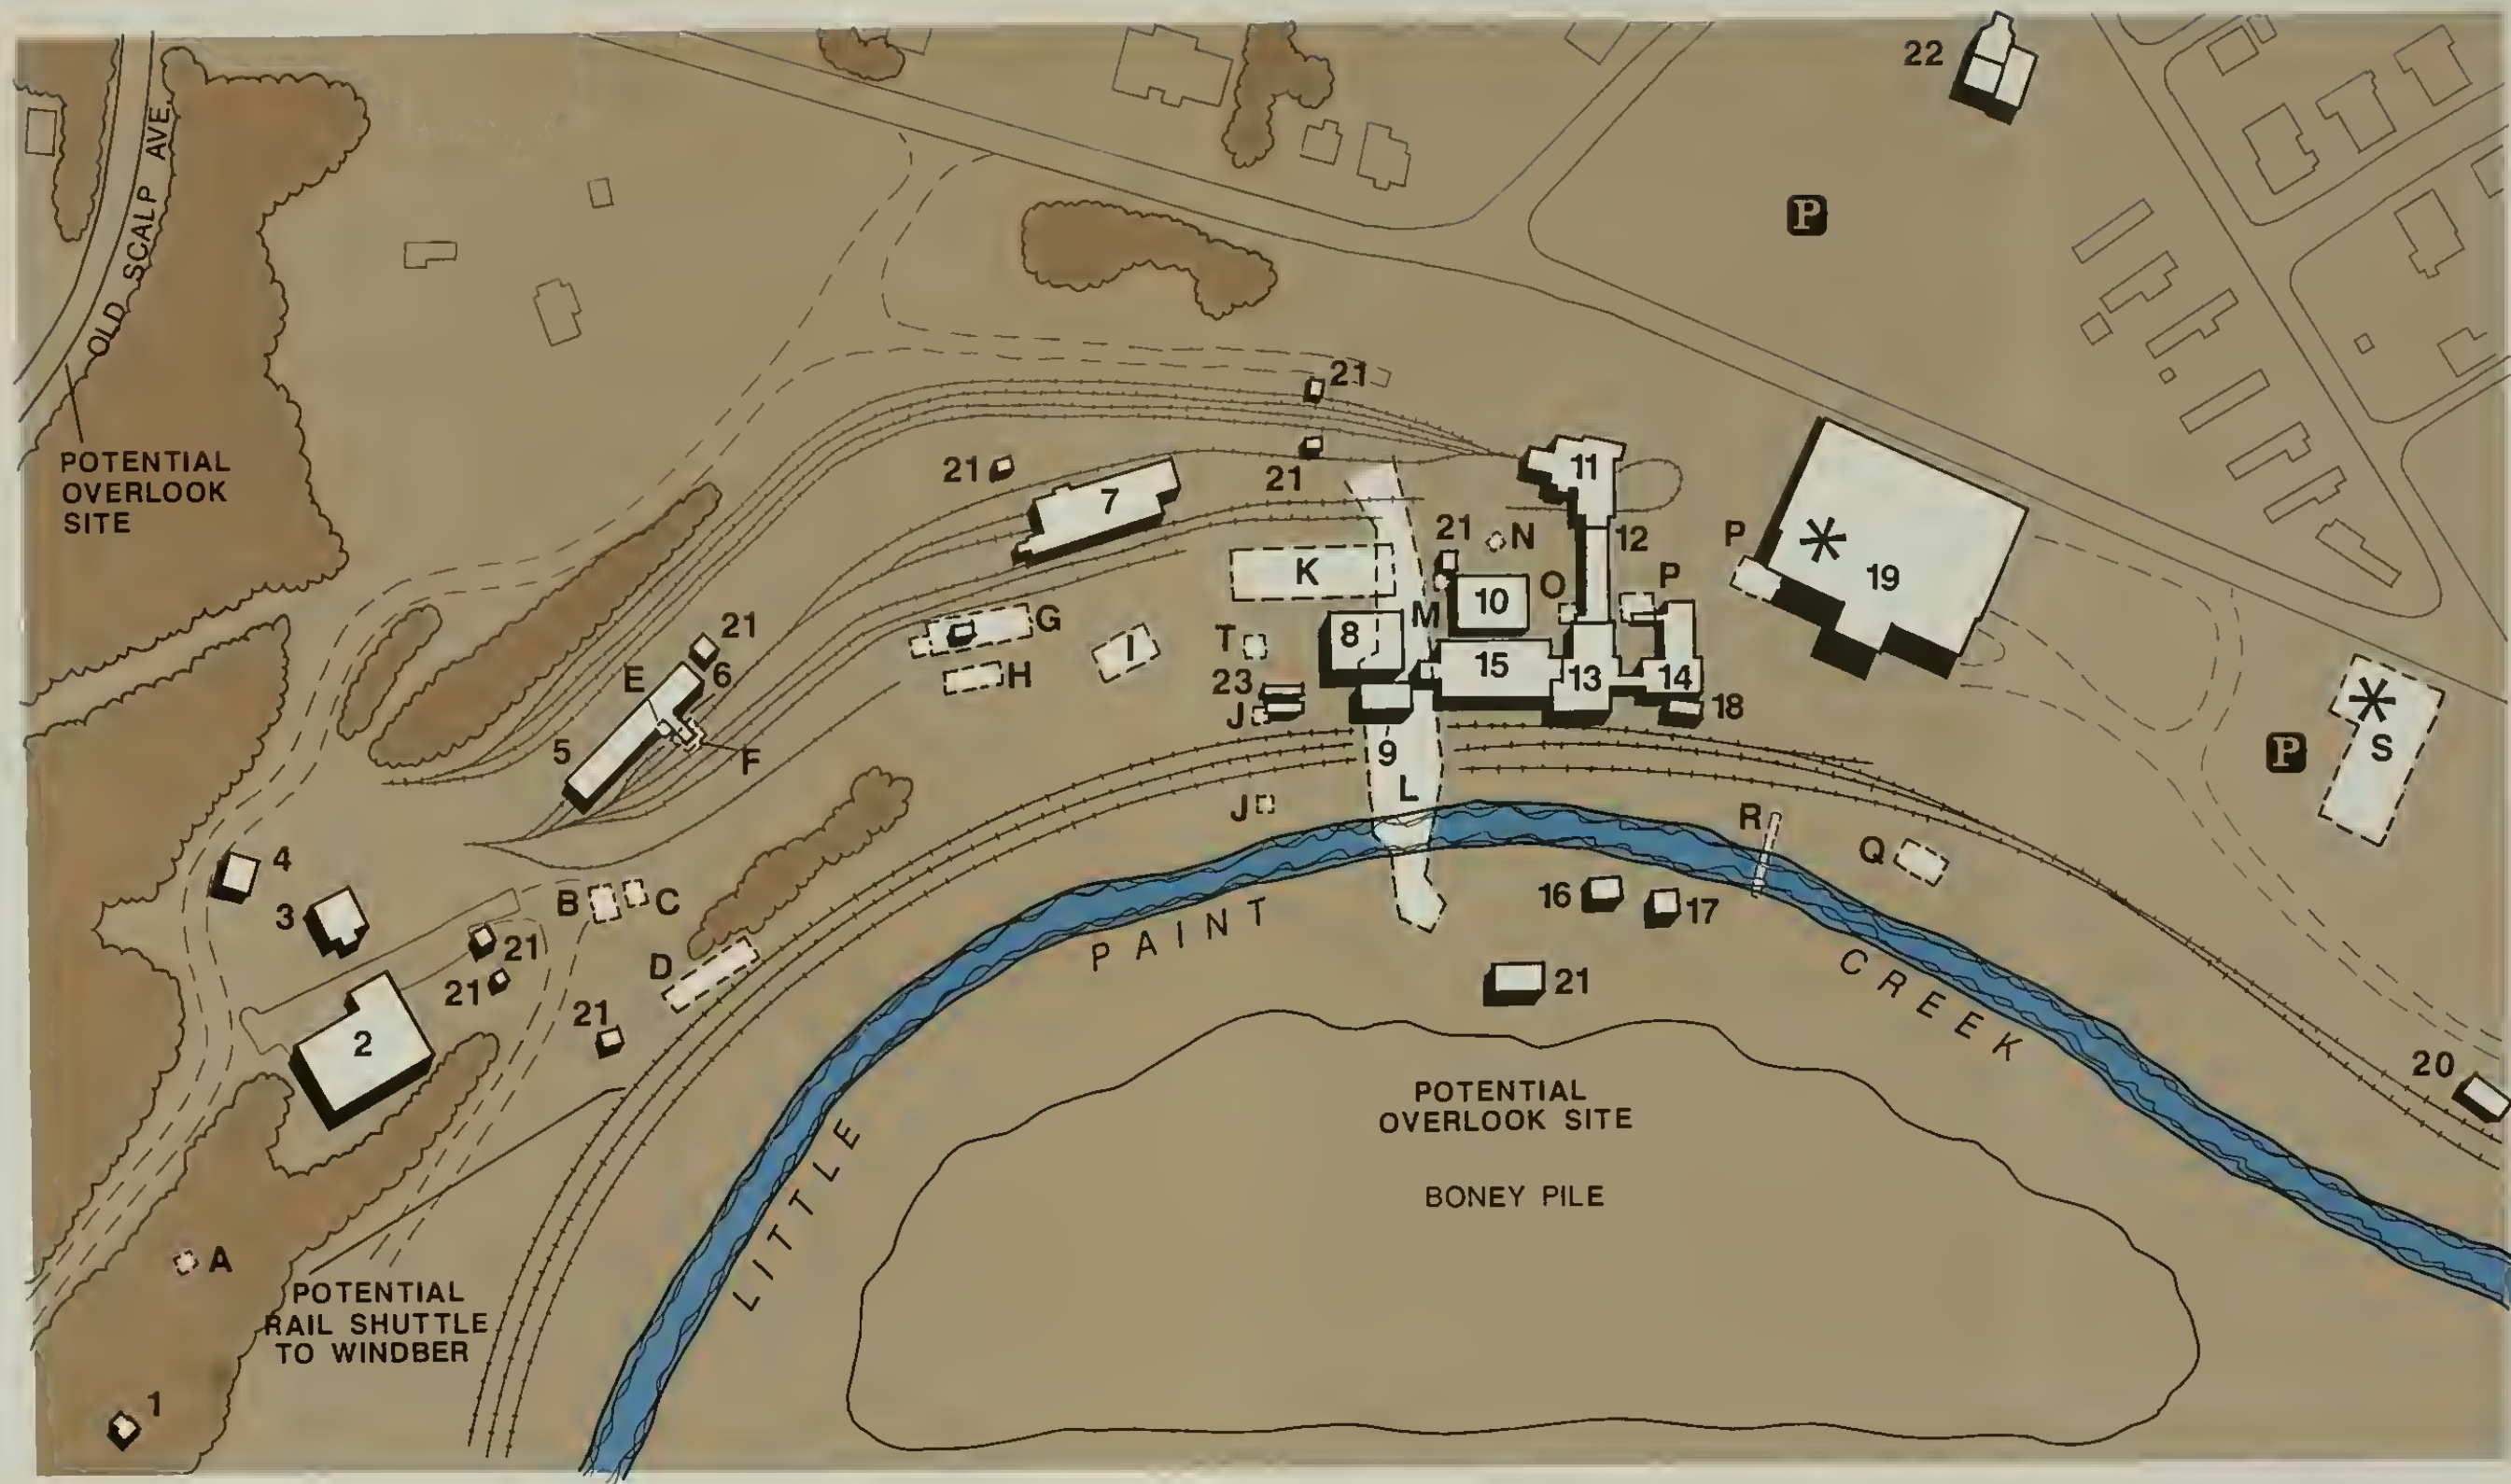 22
OLD SCALP AVE.
P
21
POTENTIAL
OVERLOOK
SITE
21
7
21
11
21
N
12
P
19
K
O
P
10
M
G
I
T
8
21
E
6
H
15
13
14
23
J
18
5
F
9
S
P
L
J
R
Q
4
3
B
C
16
17
21
D
21
21
PAINT
CREEK
21
2
20
POTENTIAL
OVERLOOK SITE
BONEY PILE
LITTLE
A
POTENTIAL
RAIL SHUTTLE
TO WINDBER
1